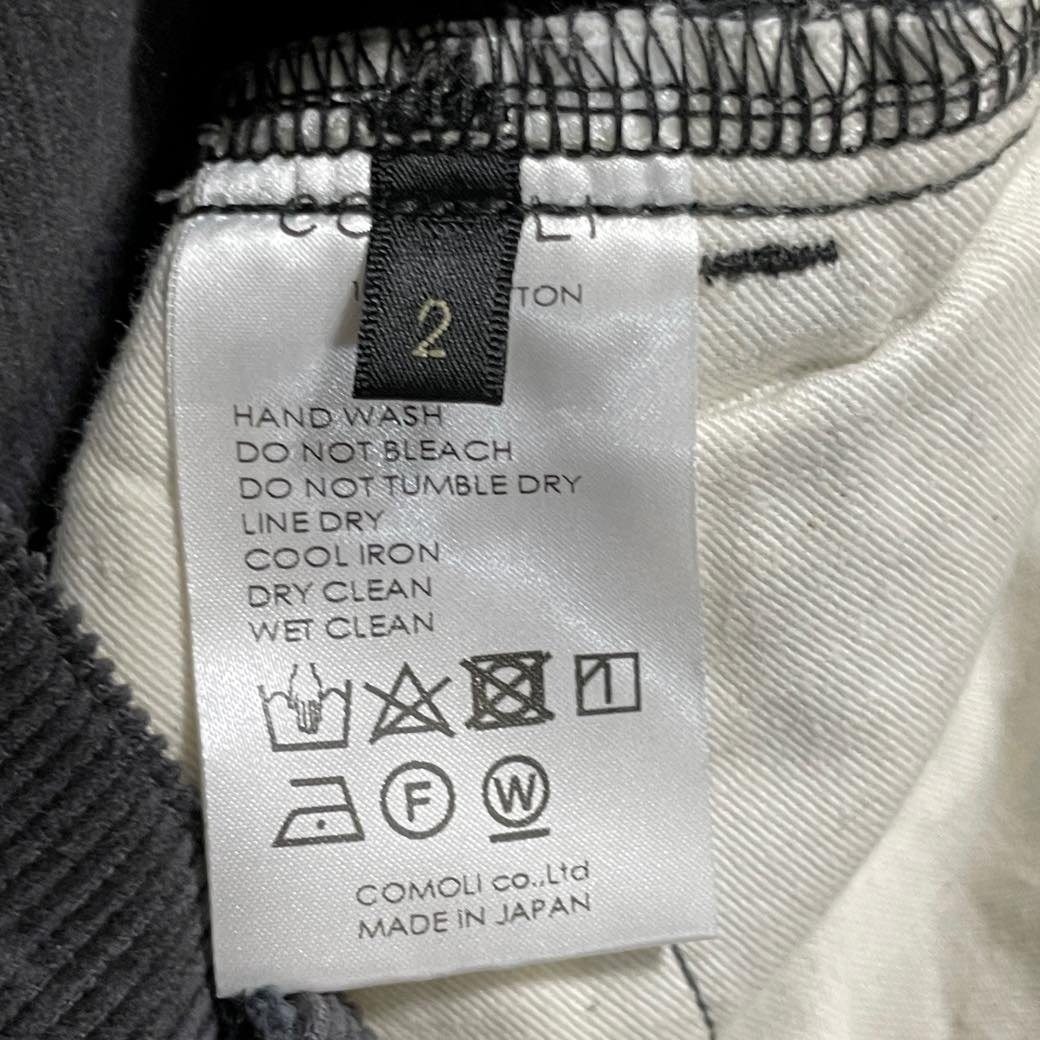 2
HAND WASH
DO NOT BLEACH
DO NOT TUMBLE DRY
LINE DRY
COOL IRON
DRY CLEAN
WET CLEAN
F W
COMOLI co.,Ltd
MADE IN JAPAN